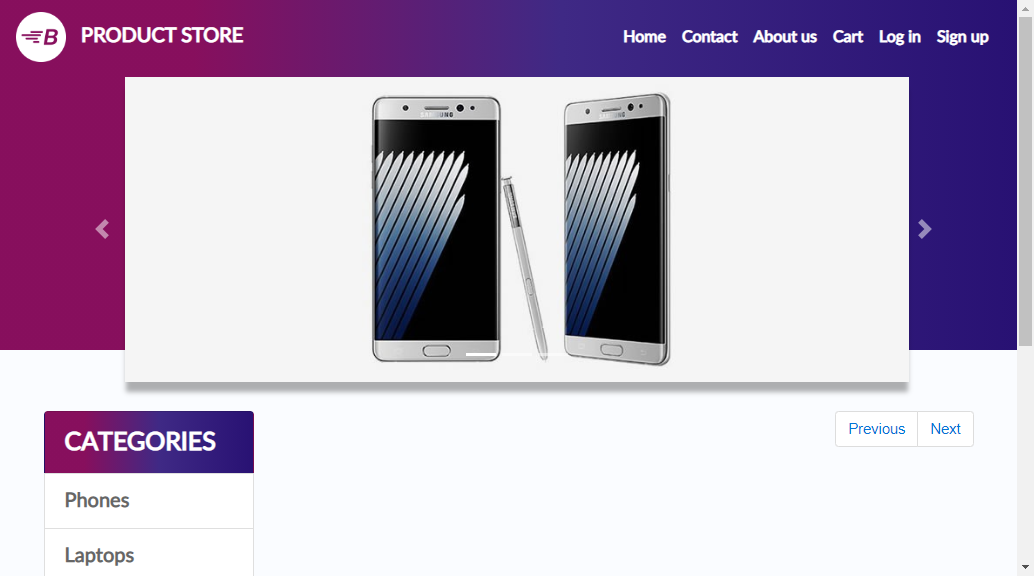 B PRODUCT STORE
Home Contact About us Cart Log in Sign up
SAMSUNG SAMSUNG
CATEGORIES
Previous Next
Phones
Laptops